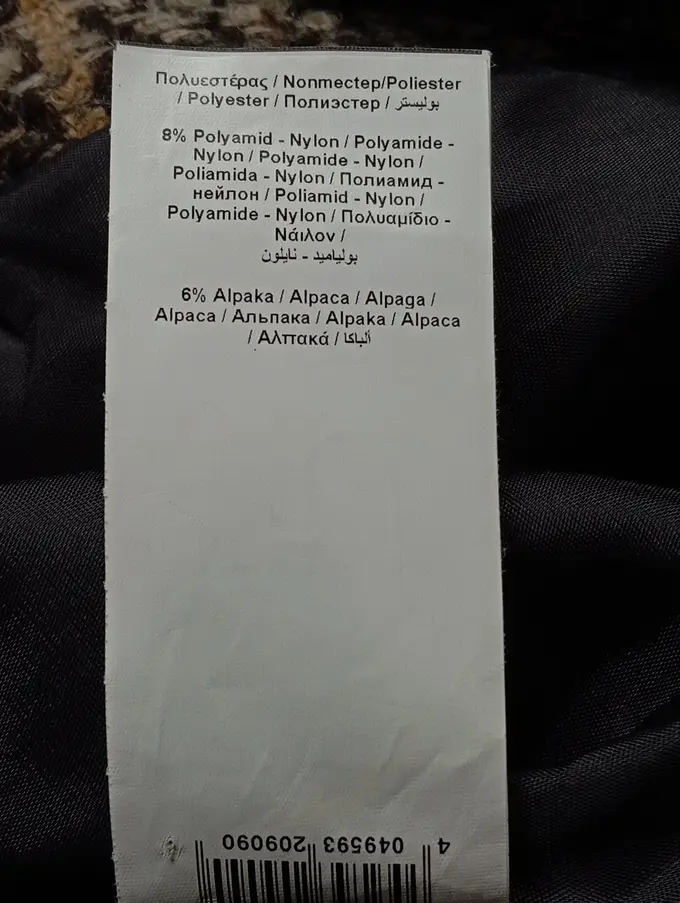 Πολυεστέρας / Nonmecтep/Poliester
/ Polyester / Полиэстер / بوليستر
8% Polyamid - Nylon / Polyamide -
Nylon / Polyamide - Nylon /
Poliamida - Nylon / Полиамид -
нейлон / Poliamid - Nylon /
Polyamide - Nylon / Πολυαμίδιο -
Νάιλον /
بولياميد - نايلون
6% Alpaka / Alpaca / Alpaga /
Alpaca / Альпака / Alpaka / Alpaca
/ Αλπακά / ألباكا
4 049593 209090